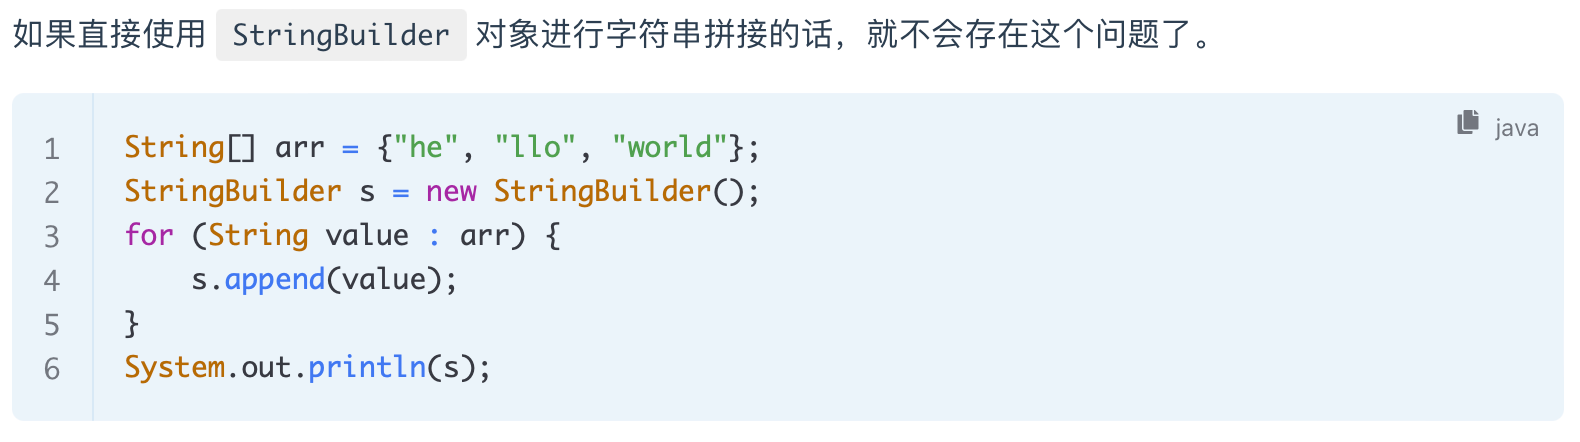 如果直接使用 StringBuilder 对象进行字符串拼接的话，就不会存在这个问题了。
java
1 String[] arr = {"he", "llo", "world"};
2 StringBuilder s = new StringBuilder();
3 for (String value : arr) {
4     s.append(value);
5 }
6 System.out.println(s);